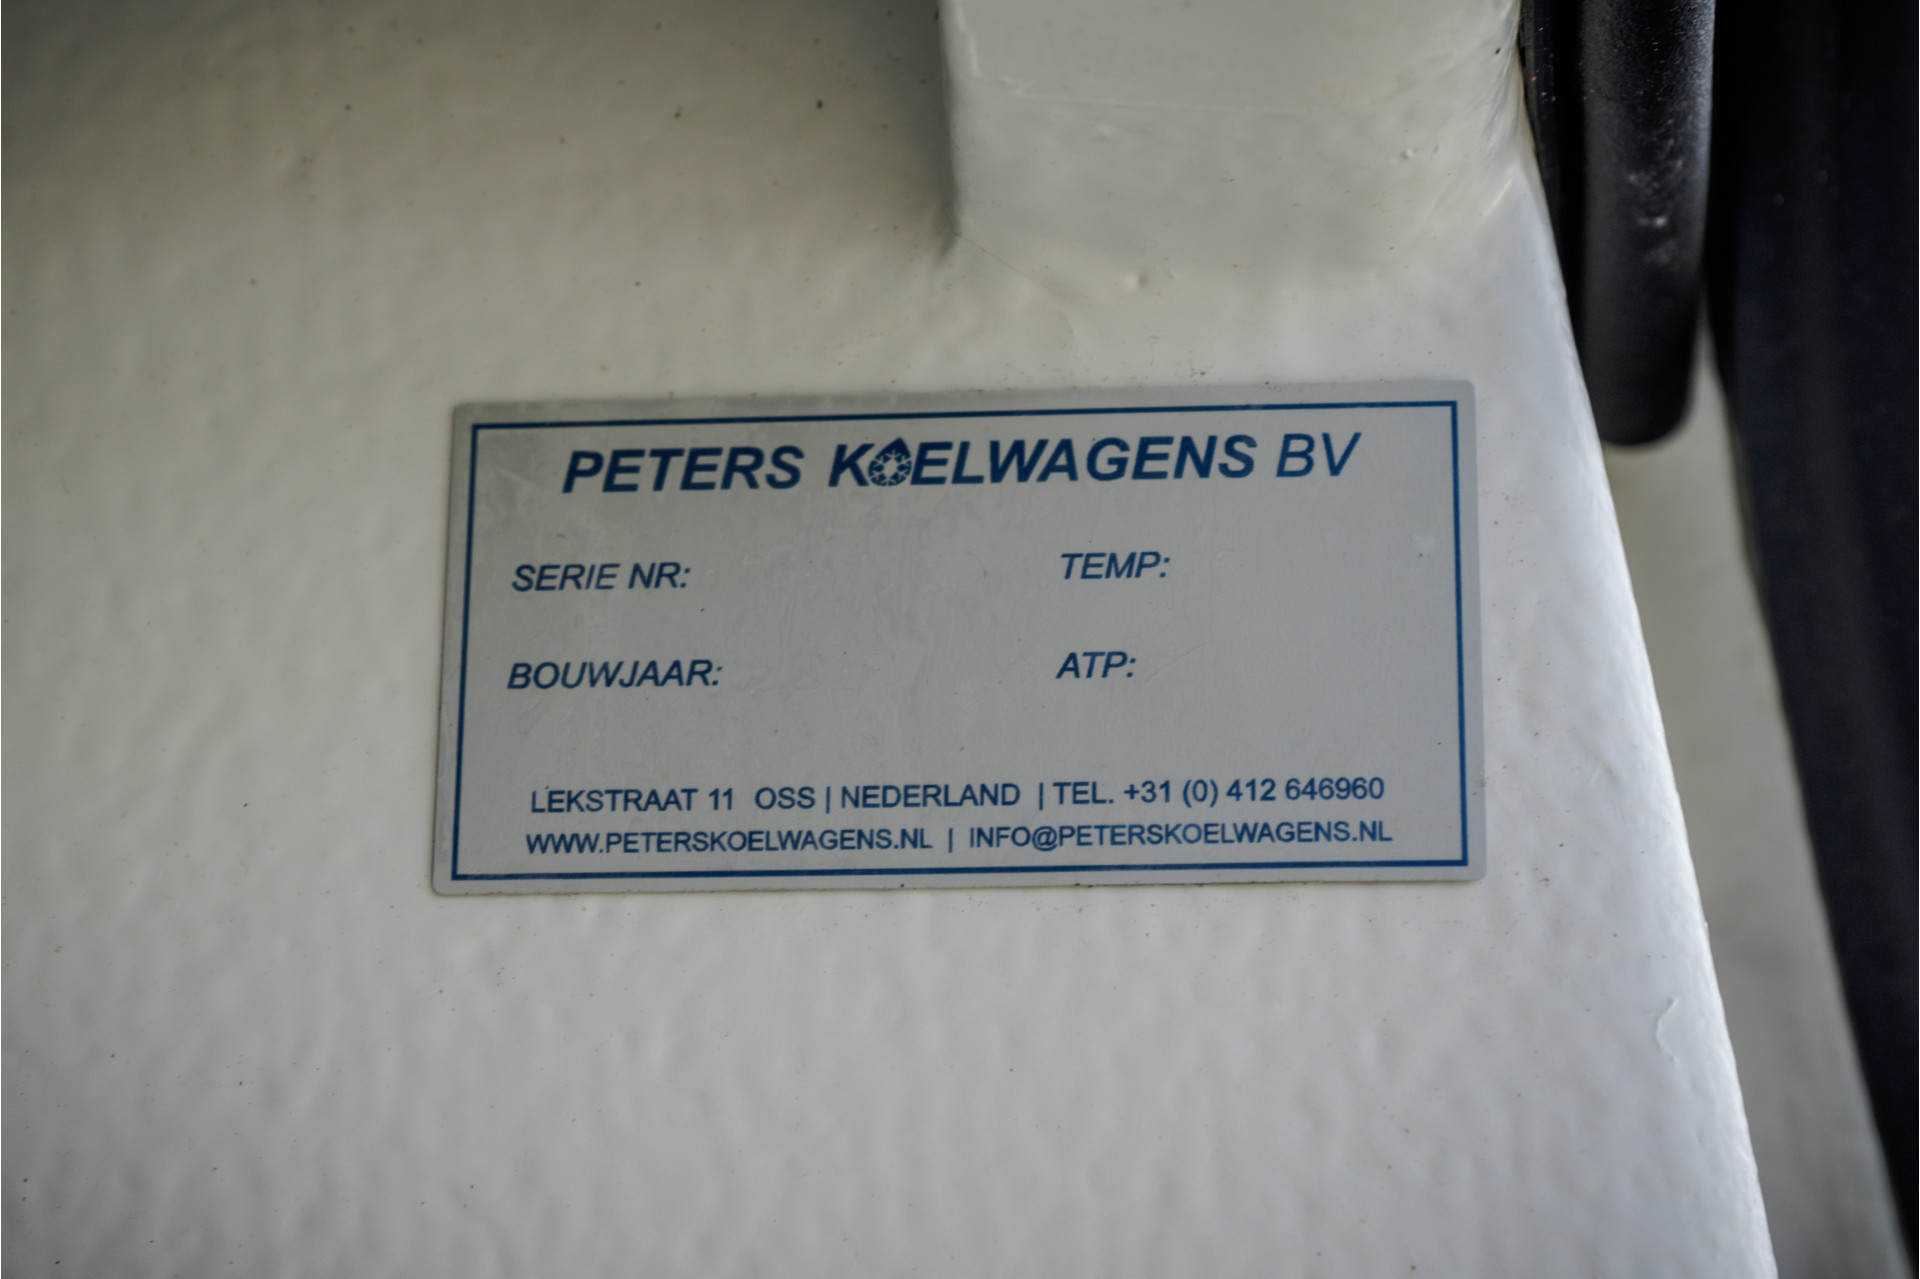 PETERS KOELWAGENS BV
SERIE NR: TEMP:
BOUWJAAR: ATP:
LEKSTRAAT 11 OSS | NEDERLAND | TEL. +31 (0) 412 646960
WWW.PETERSKOELWAGENS.NL | INFO@PETERSKOELWAGENS.NL